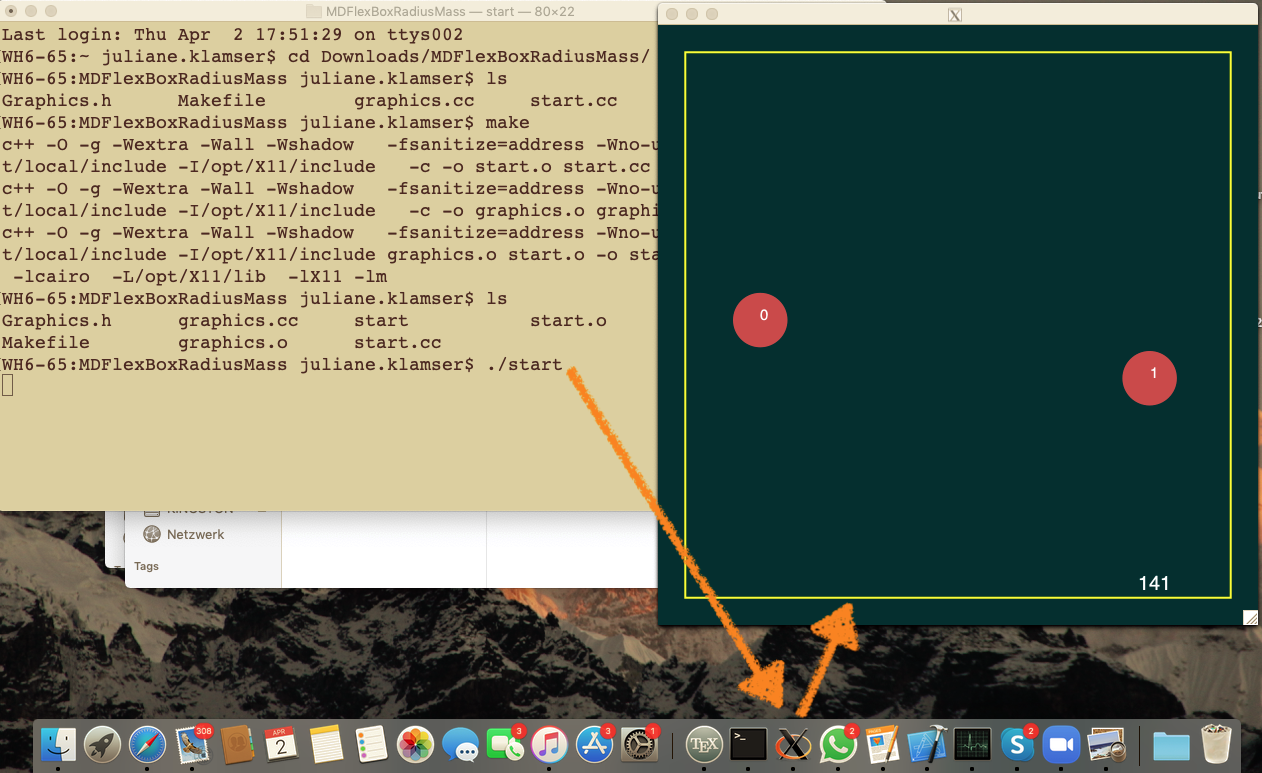 MDFlexBoxRadiusMass — start — 80×22
Last login: Thu Apr  2 17:51:29 on ttys002
[WH6-65:~ juliane.klamser$ cd Downloads/MDFlexBoxRadiusMass/
[WH6-65:MDFlexBoxRadiusMass juliane.klamser$ ls
Graphics.h      Makefile        graphics.cc     start.cc
[WH6-65:MDFlexBoxRadiusMass juliane.klamser$ make
c++ -O -g -Wextra -Wall -Wshadow   -fsanitize=address -Wno-u
t/local/include -I/opt/X11/include   -c -o start.o start.cc
c++ -O -g -Wextra -Wall -Wshadow   -fsanitize=address -Wno-u
t/local/include -I/opt/X11/include   -c -o graphics.o graphi
c++ -O -g -Wextra -Wall -Wshadow   -fsanitize=address -Wno-u
t/local/include -I/opt/X11/include graphics.o start.o -o sta
 -lcairo  -L/opt/X11/lib  -lX11 -lm
[WH6-65:MDFlexBoxRadiusMass juliane.klamser$ ls
Graphics.h      graphics.cc     start           start.o
Makefile        graphics.o      start.cc
[WH6-65:MDFlexBoxRadiusMass juliane.klamser$ ./start
X
0
1
141
Netzwerk
Tags
308
APR
2
3
3
1
TEX
>_
2
S
2